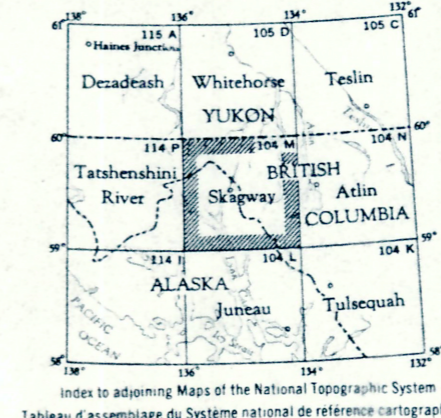 138° 136° 134° 132°
61° 115 A 105 D 105 C 61°
Haines Junction
Dezadeash Whitehorse Teslin
YUKON
60° 60°
114 P 104 M 104 N
Tatshenshini River
BRITISH
Skagway Atlin
COLUMBIA
59° 59°
114 I 104 L 104 K
ALASKA
Juneau Tulsequah
PACIFIC
OCEAN
58° 58°
138° 136° 134° 132°
Index to adjoining Maps of the National Topographic System
Tableau d'assemblage du Système national de référence cartograp